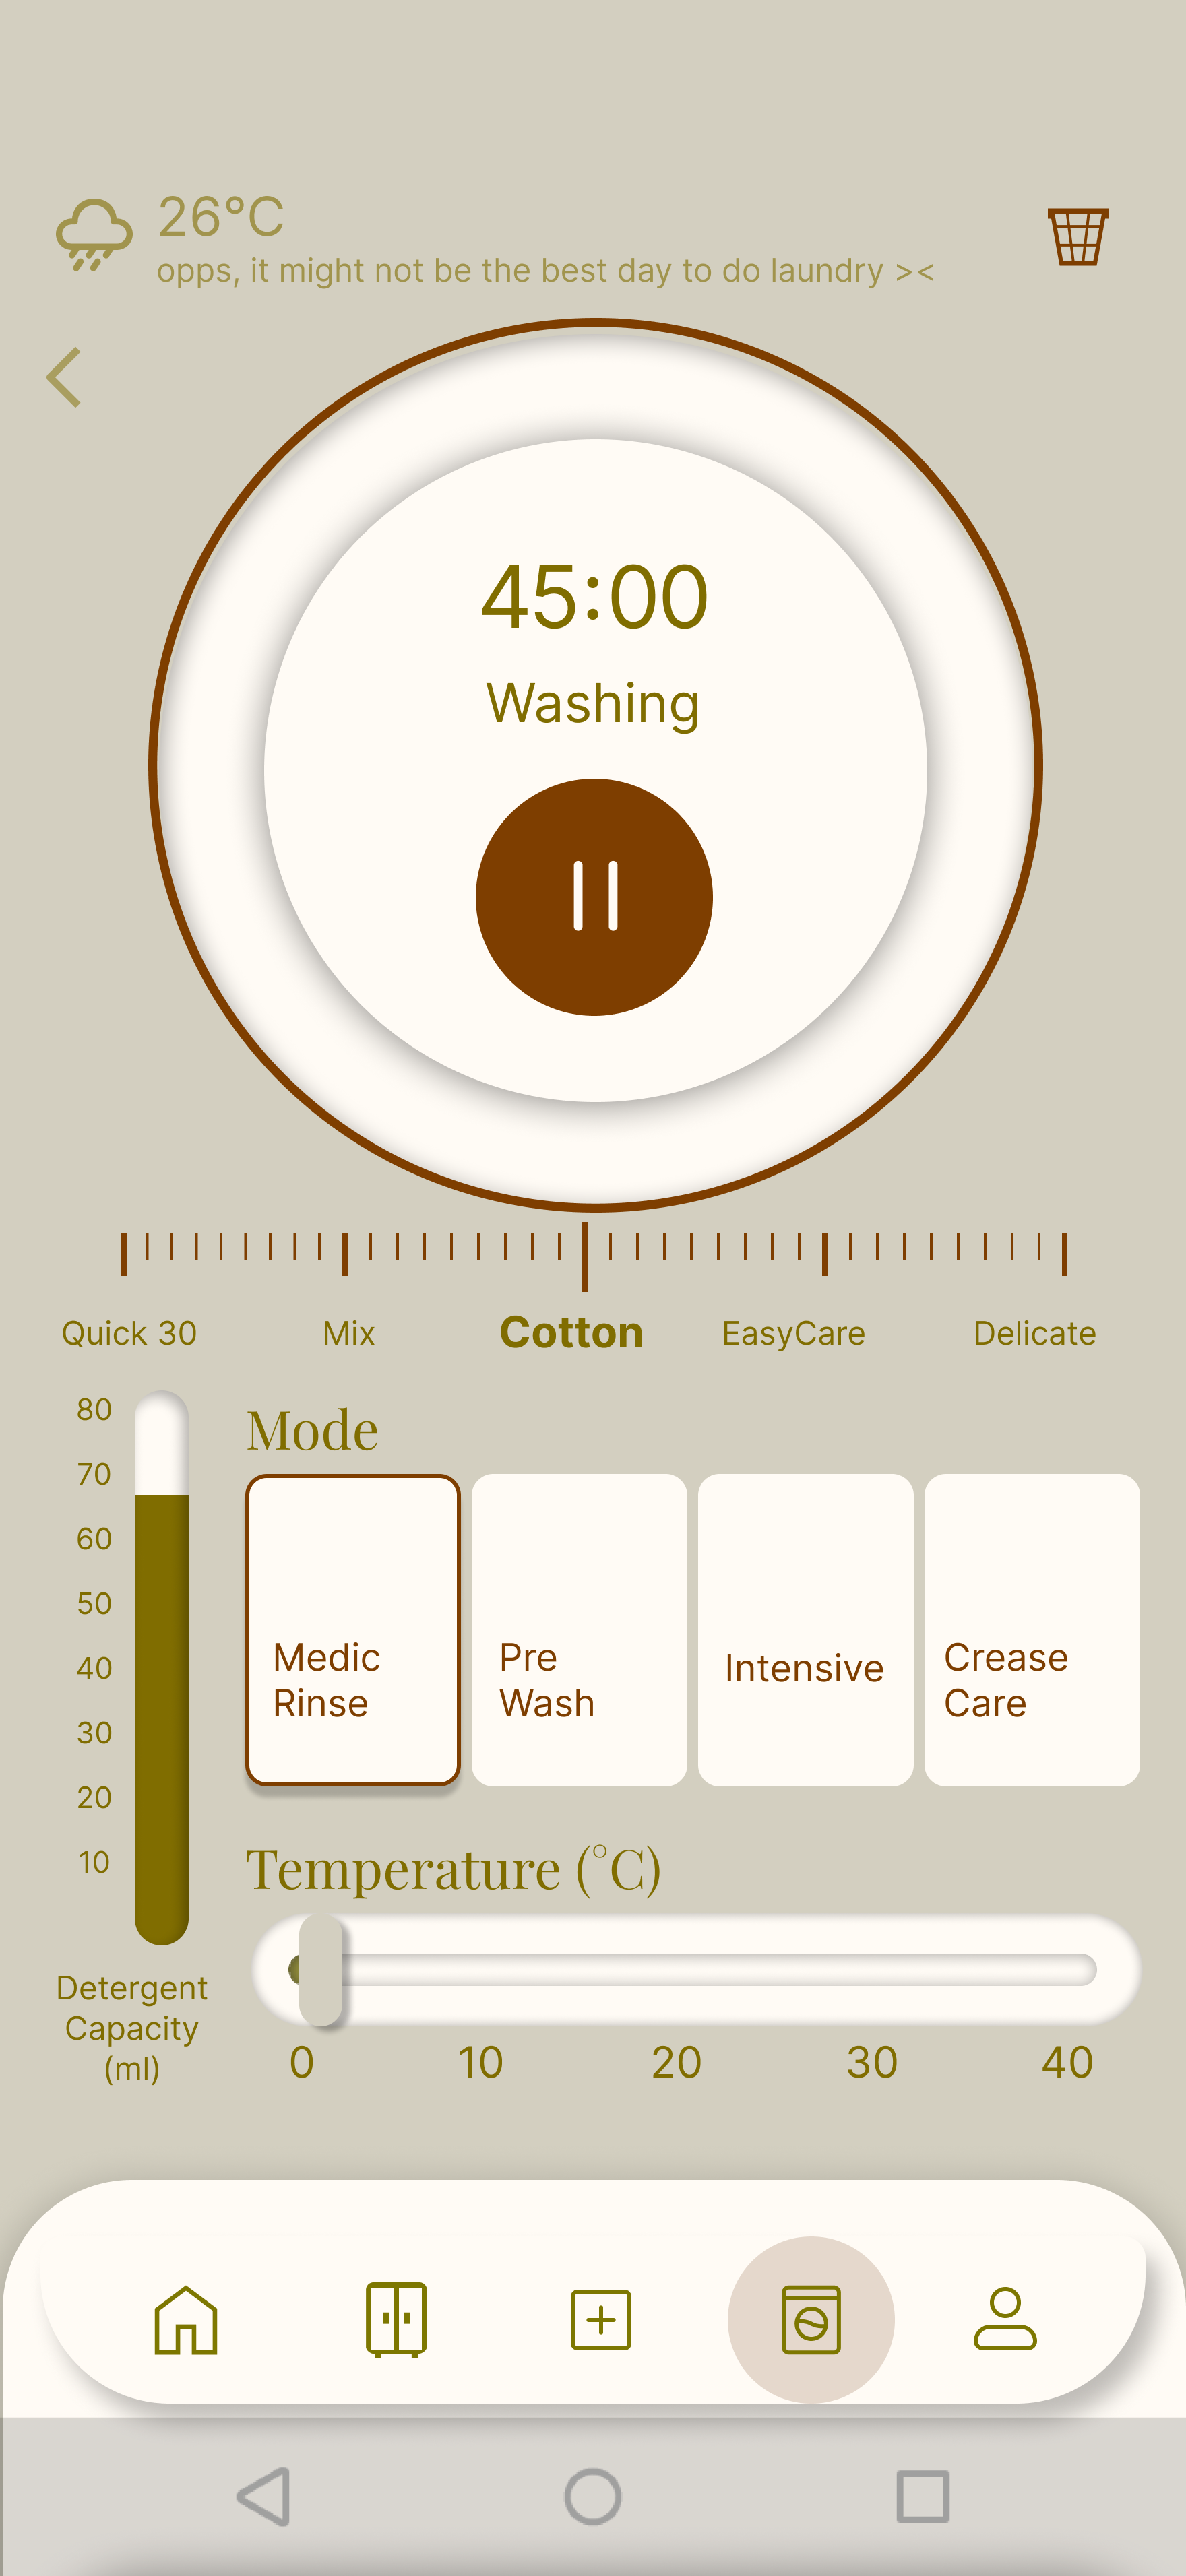 26°C
opps, it might not be the best day to do laundry ><
45:00
Washing
Quick 30
Mix
Cotton
EasyCare
Delicate
80
70
60
50
40
30
20
10
Detergent
Capacity
(ml)
Mode
Medic
Rinse
Pre
Wash
Intensive
Crease
Care
Temperature (°C)
0
10
20
30
40